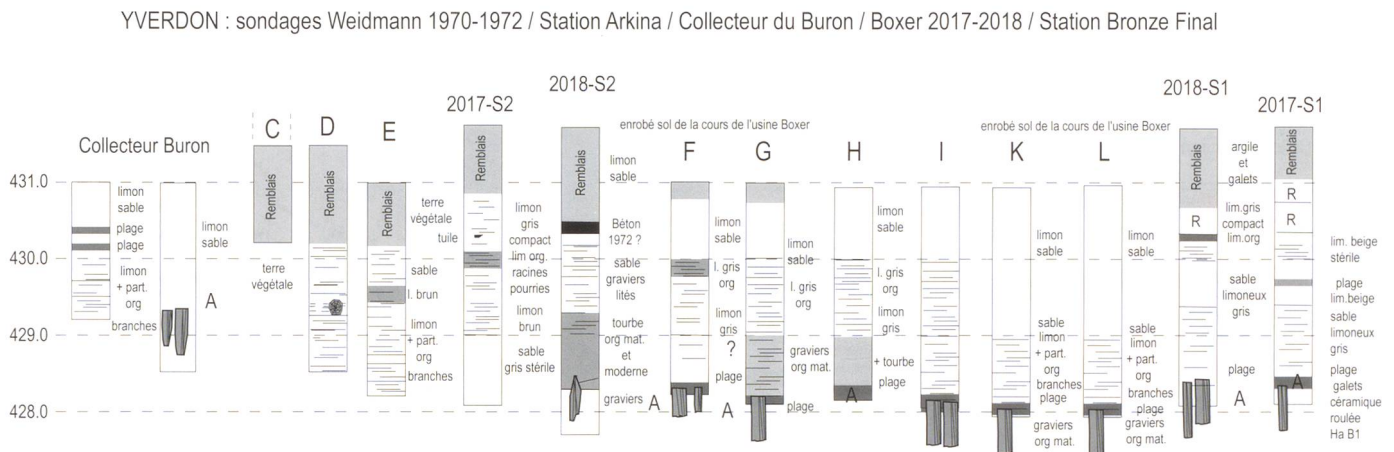 YVERDON : sondages Weidmann 1970-1972 / Station Arkina / Collecteur du Buron / Boxer 2017-2018 / Station Bronze Final
431.0
430.0
429.0
428.0
Collecteur Buron
limon
sable
plage
plage
limon
+ part.
org
branches
limon
sable
A
C
Remblais
terre
végétale
D
Remblais
E
Remblais
terre
végétale
tuile
sable
l. brun
limon
+ part.
org
branches
2017-S2
Remblais
limon
gris
compact
lim org.
racines
pourries
limon
brun
sable
gris stérile
2018-S2
Remblais
limon
sable
Béton
1972 ?
sable
graviers
lités
tourbe
org mat.
et
moderne
graviers
enrobé sol de la cours de l'usine Boxer
A
F
limon
sable
l. gris
org
limon
gris
?
plage
A
G
limon
sable
l. gris
org
graviers
org mat.
plage
H
limon
sable
l. gris
org
limon
gris
+ tourbe
plage
A
I
enrobé sol de la cours de l'usine Boxer
K
limon
sable
sable
limon
+ part.
org
branches
plage
graviers
org mat.
L
limon
sable
sable
limon
+ part.
org
branches
plage
graviers
org mat.
2018-S1
Remblais
R
argile
et
galets
lim.gris
compact
lim.org
sable
limoneux
gris
plage
A
2017-S1
Remblais
R
R
A
lim. beige
stérile
plage
lim.beige
sable
limoneux
gris
plage
galets
céramique
roulée
Ha B1